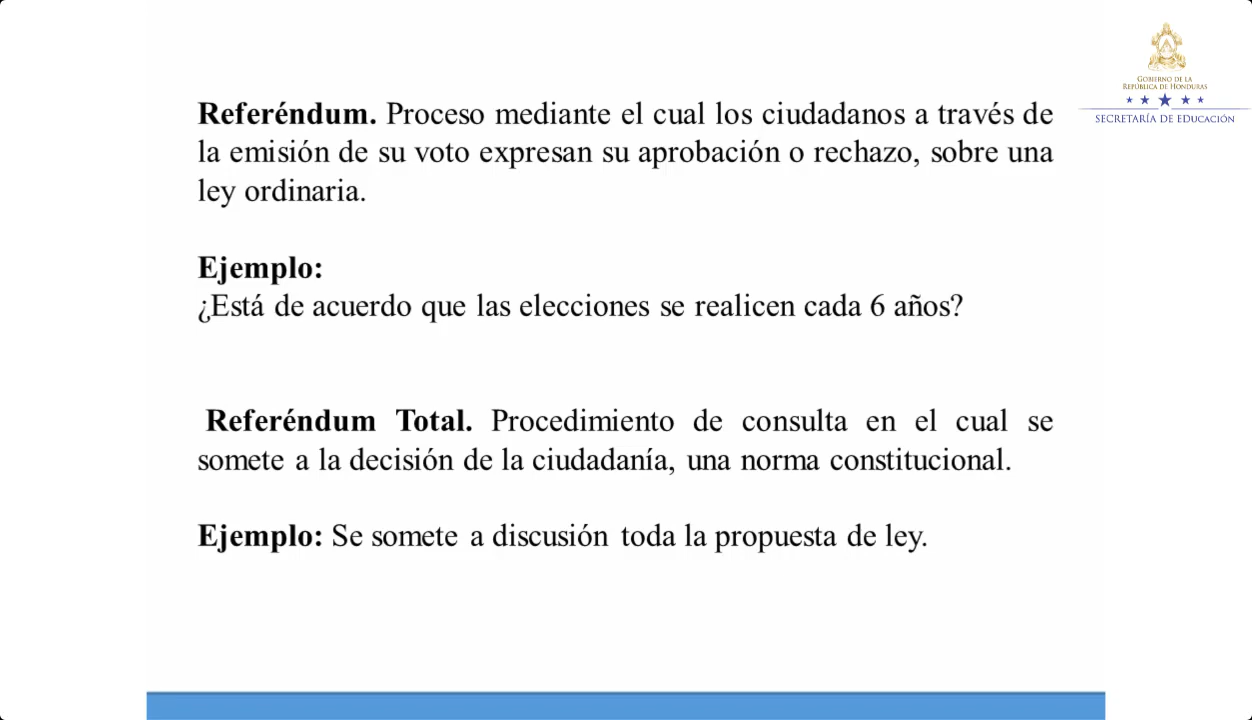 GOBIERNO DE LA
REPÚBLICA DE HONDURAS
SECRETARÍA DE EDUCACIÓN
Referéndum. Proceso mediante el cual los ciudadanos a través de
la emisión de su voto expresan su aprobación o rechazo, sobre una
ley ordinaria.
Ejemplo:
¿Está de acuerdo que las elecciones se realicen cada 6 años?
Referéndum Total. Procedimiento de consulta en el cual se
somete a la decisión de la ciudadanía, una norma constitucional.
Ejemplo: Se somete a discusión toda la propuesta de ley.